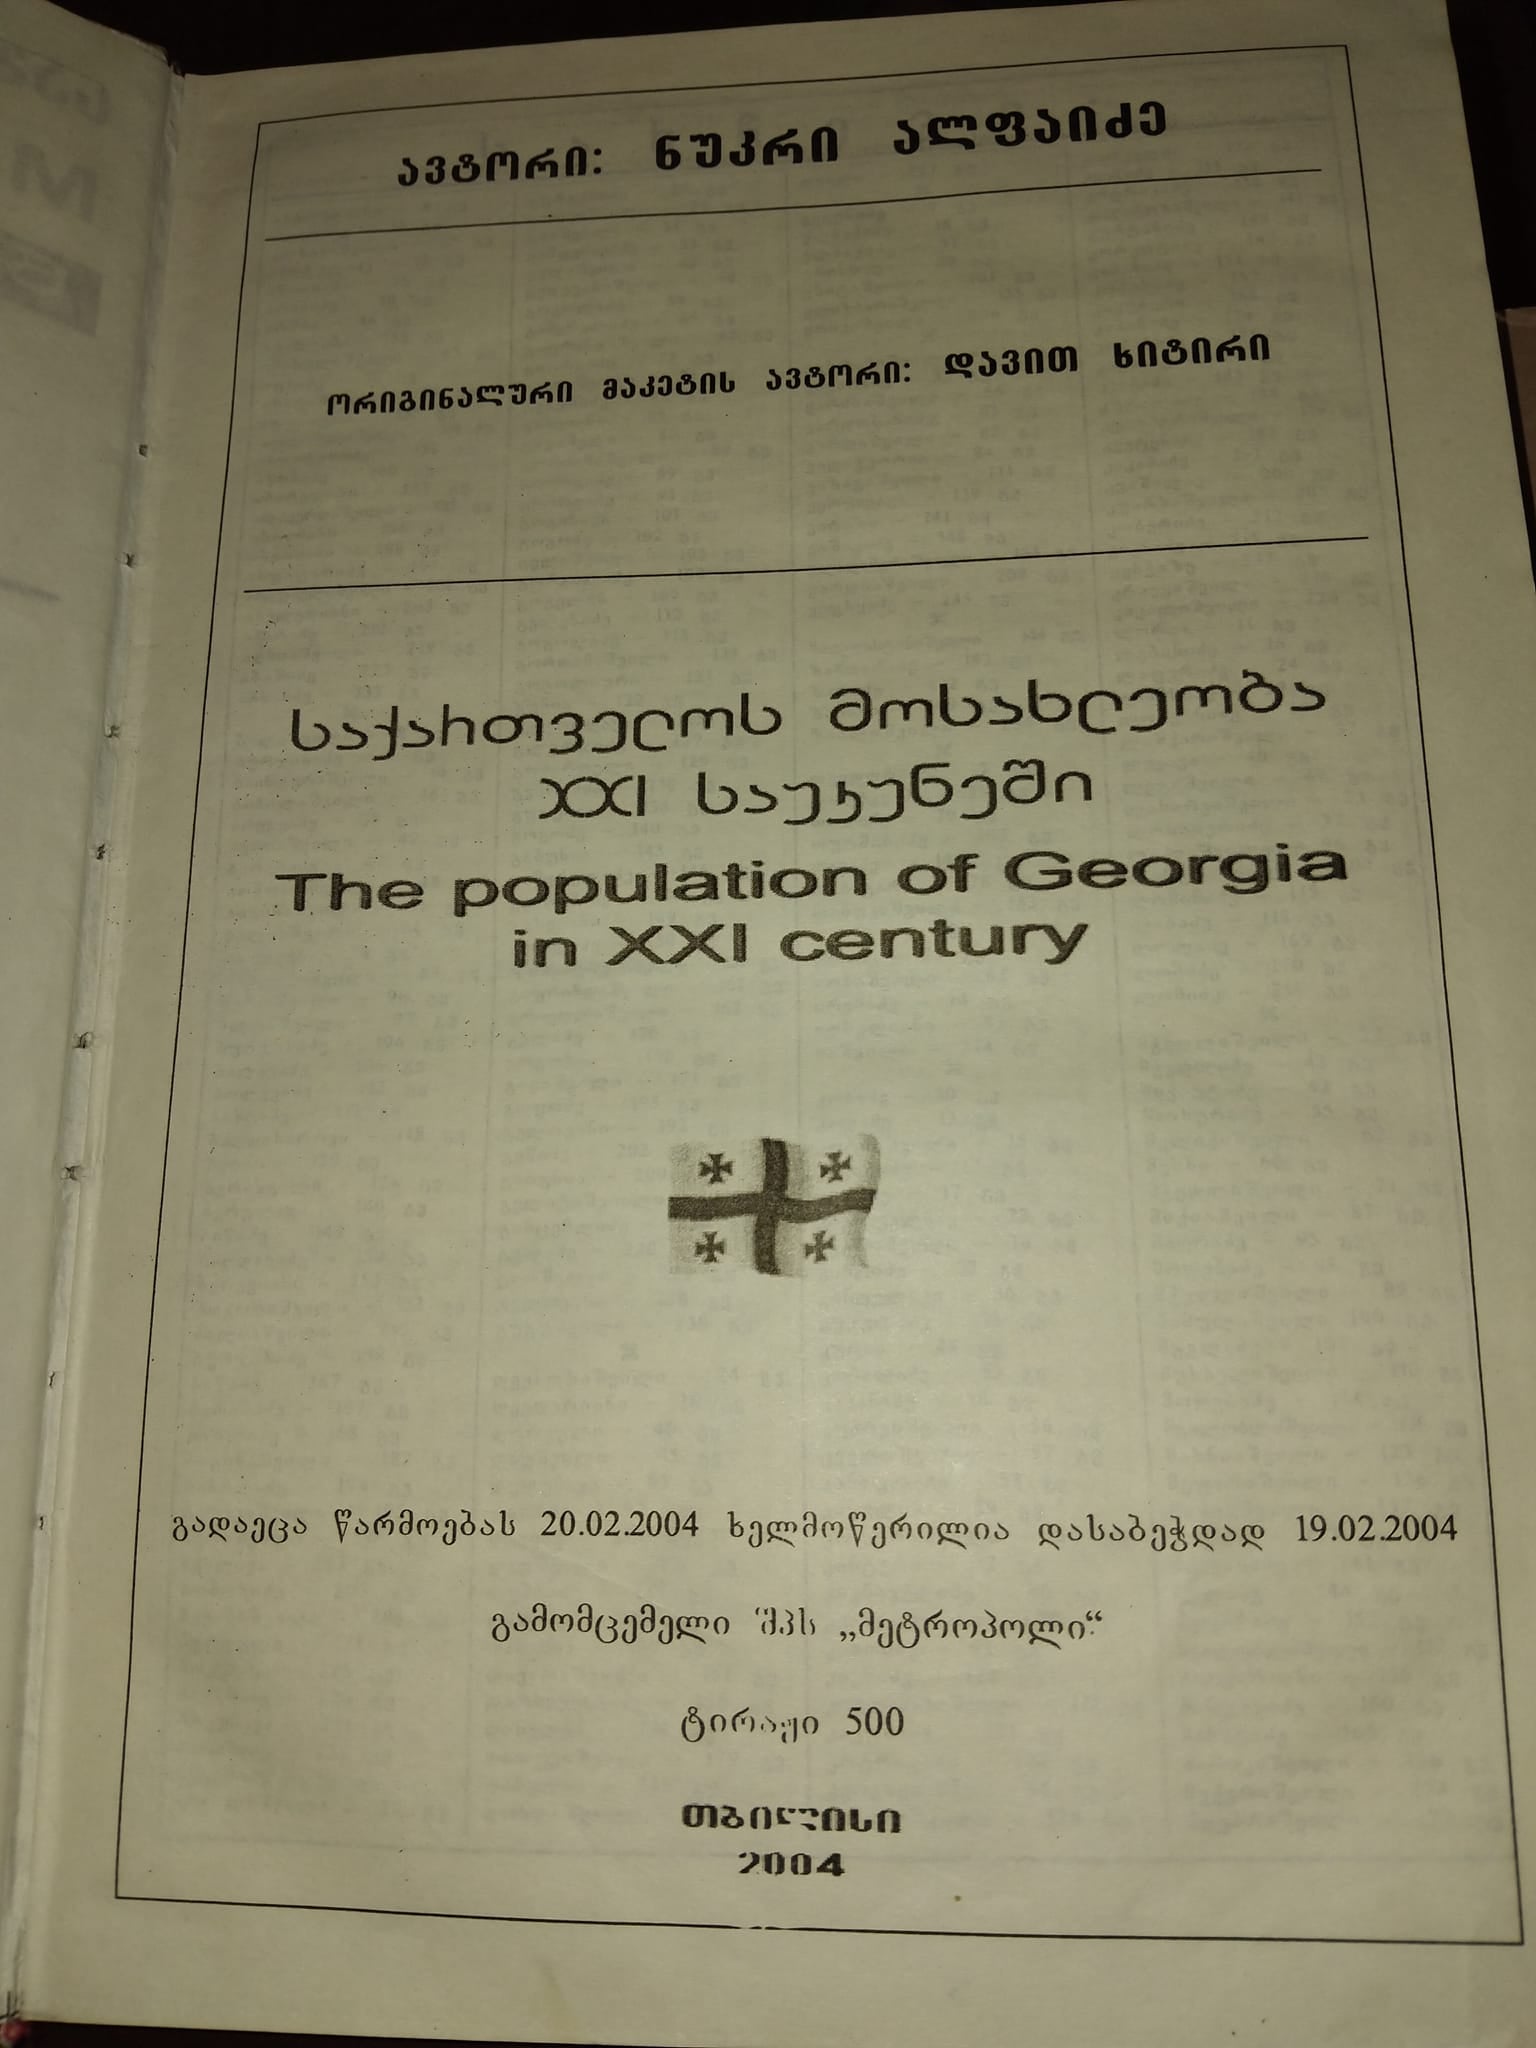 ავტორი: ნუკრი ალფაიძე
ორიგინალური მაკეტის ავტორი: დავით ხიტირი
საქართველოს მოსახლეობა
XXI საუკუნეში
The population of Georgia
in XXI century
გადაეცა წარმოებას 20.02.2004 ხელმოწერილია დასაბეჭდად 19.02.2004
გამომცემელი შპს „მეტროპოლი“
ტირაჟი 500
თბილისი
2004